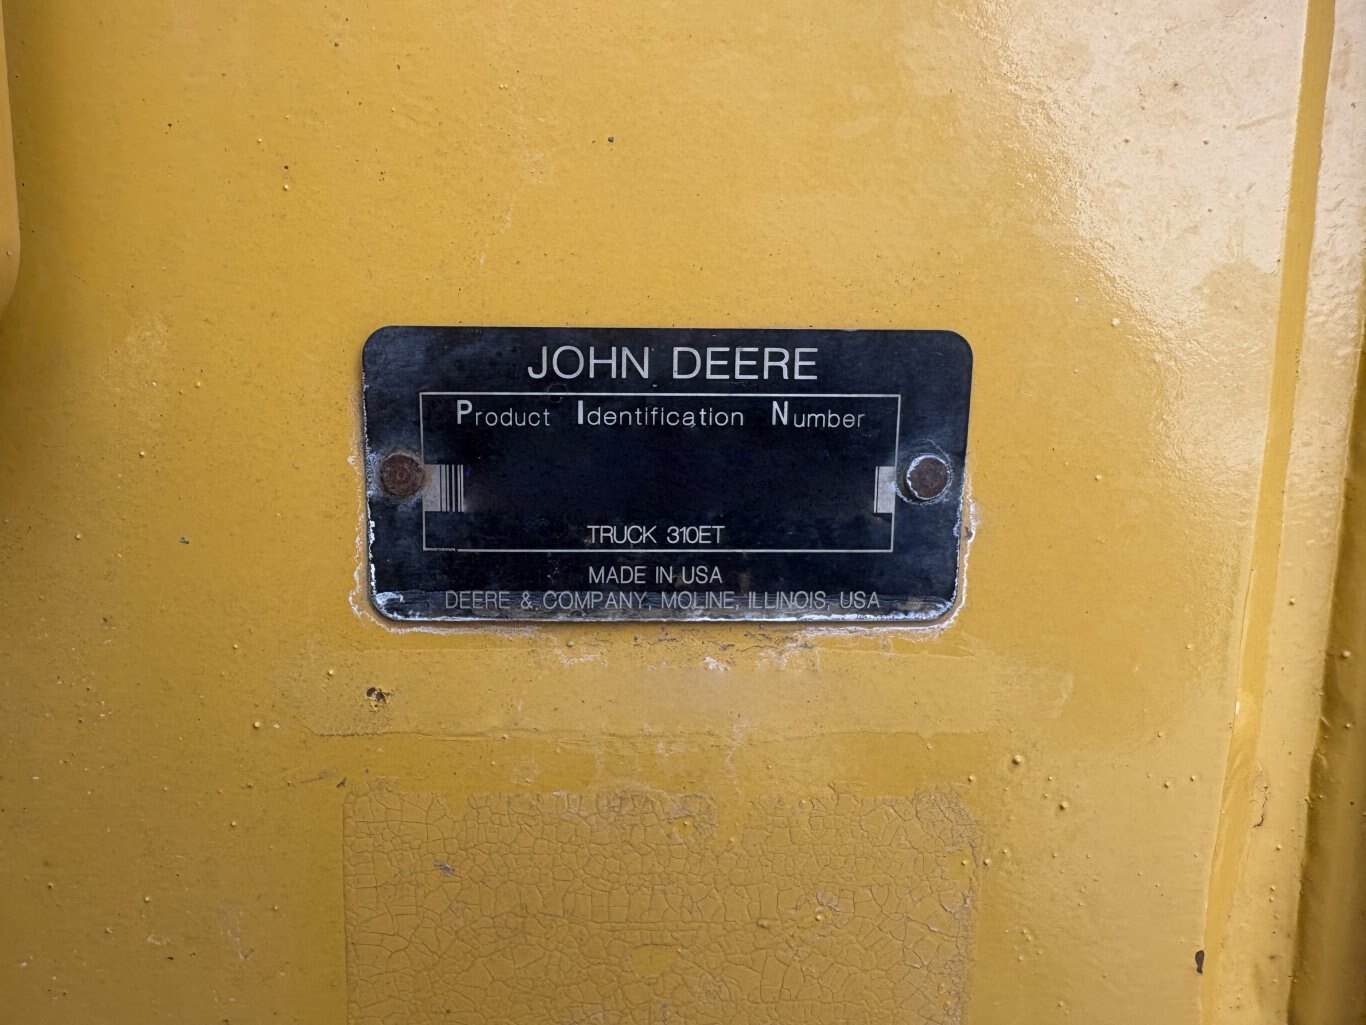 JOHN DEERE
Product Identification Number
TRUCK 310ET
MADE IN USA
DEERE & COMPANY, MOLINE, ILLINOIS, USA